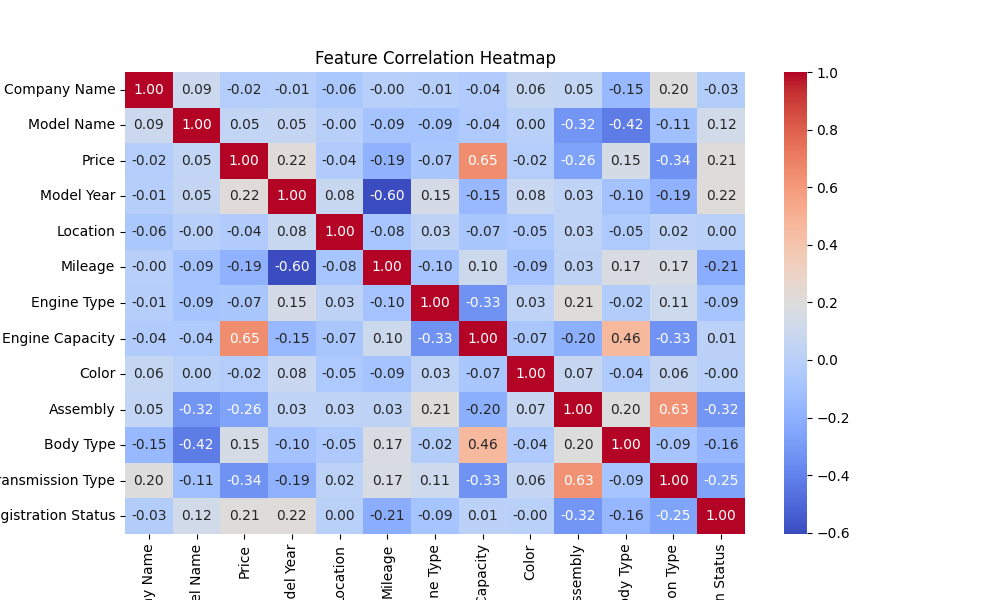 Feature Correlation Heatmap
Company Name 1.00 0.09 -0.02 -0.01 -0.06 -0.00 -0.01 -0.04 0.06 0.05 -0.15 0.20 -0.03
Model Name 0.09 1.00 0.05 0.05 -0.00 -0.09 -0.09 -0.04 0.00 -0.32 -0.42 -0.11 0.12
Price -0.02 0.05 1.00 0.22 -0.04 -0.19 -0.07 0.65 -0.02 -0.26 0.15 -0.34 0.21
Model Year -0.01 0.05 0.22 1.00 0.08 -0.60 0.15 -0.15 0.08 0.03 -0.10 -0.19 0.22
Location -0.06 -0.00 -0.04 0.08 1.00 -0.08 0.03 -0.07 -0.05 0.03 -0.05 0.02 0.00
Mileage -0.00 -0.09 -0.19 -0.60 -0.08 1.00 -0.10 0.10 -0.09 0.03 0.17 0.17 -0.21
Engine Type -0.01 -0.09 -0.07 0.15 0.03 -0.10 1.00 -0.33 0.03 0.21 -0.02 0.11 -0.09
Engine Capacity -0.04 -0.04 0.65 -0.15 -0.07 0.10 -0.33 1.00 -0.07 -0.20 0.46 -0.33 0.01
Color 0.06 0.00 -0.02 0.08 -0.05 -0.09 0.03 -0.07 1.00 0.07 -0.04 0.06 -0.00
Assembly 0.05 -0.32 -0.26 0.03 0.03 0.03 0.21 -0.20 0.07 1.00 0.20 0.63 -0.32
Body Type -0.15 -0.42 0.15 -0.10 -0.05 0.17 -0.02 0.46 -0.04 0.20 1.00 -0.09 -0.16
ransmission Type 0.20 -0.11 -0.34 -0.19 0.02 0.17 0.11 -0.33 0.06 0.63 -0.09 1.00 -0.25
gistration Status -0.03 0.12 0.21 0.22 0.00 -0.21 -0.09 0.01 -0.00 -0.32 -0.16 -0.25 1.00
ny Name
el Name
Price
del Year
Location
Mileage
ne Type
Capacity
Color
ssembly
ody Type
on Type
n Status
1.0
0.8
0.6
0.4
0.2
0.0
−0.2
−0.4
−0.6